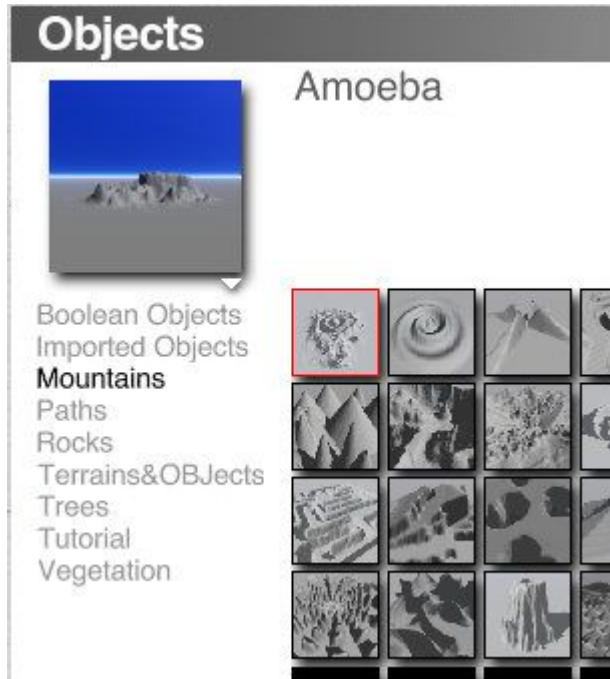 Objects
Amoeba
Boolean Objects
Imported Objects
Mountains
Paths
Rocks
Terrains&OBJects
Trees
Tutorial
Vegetation